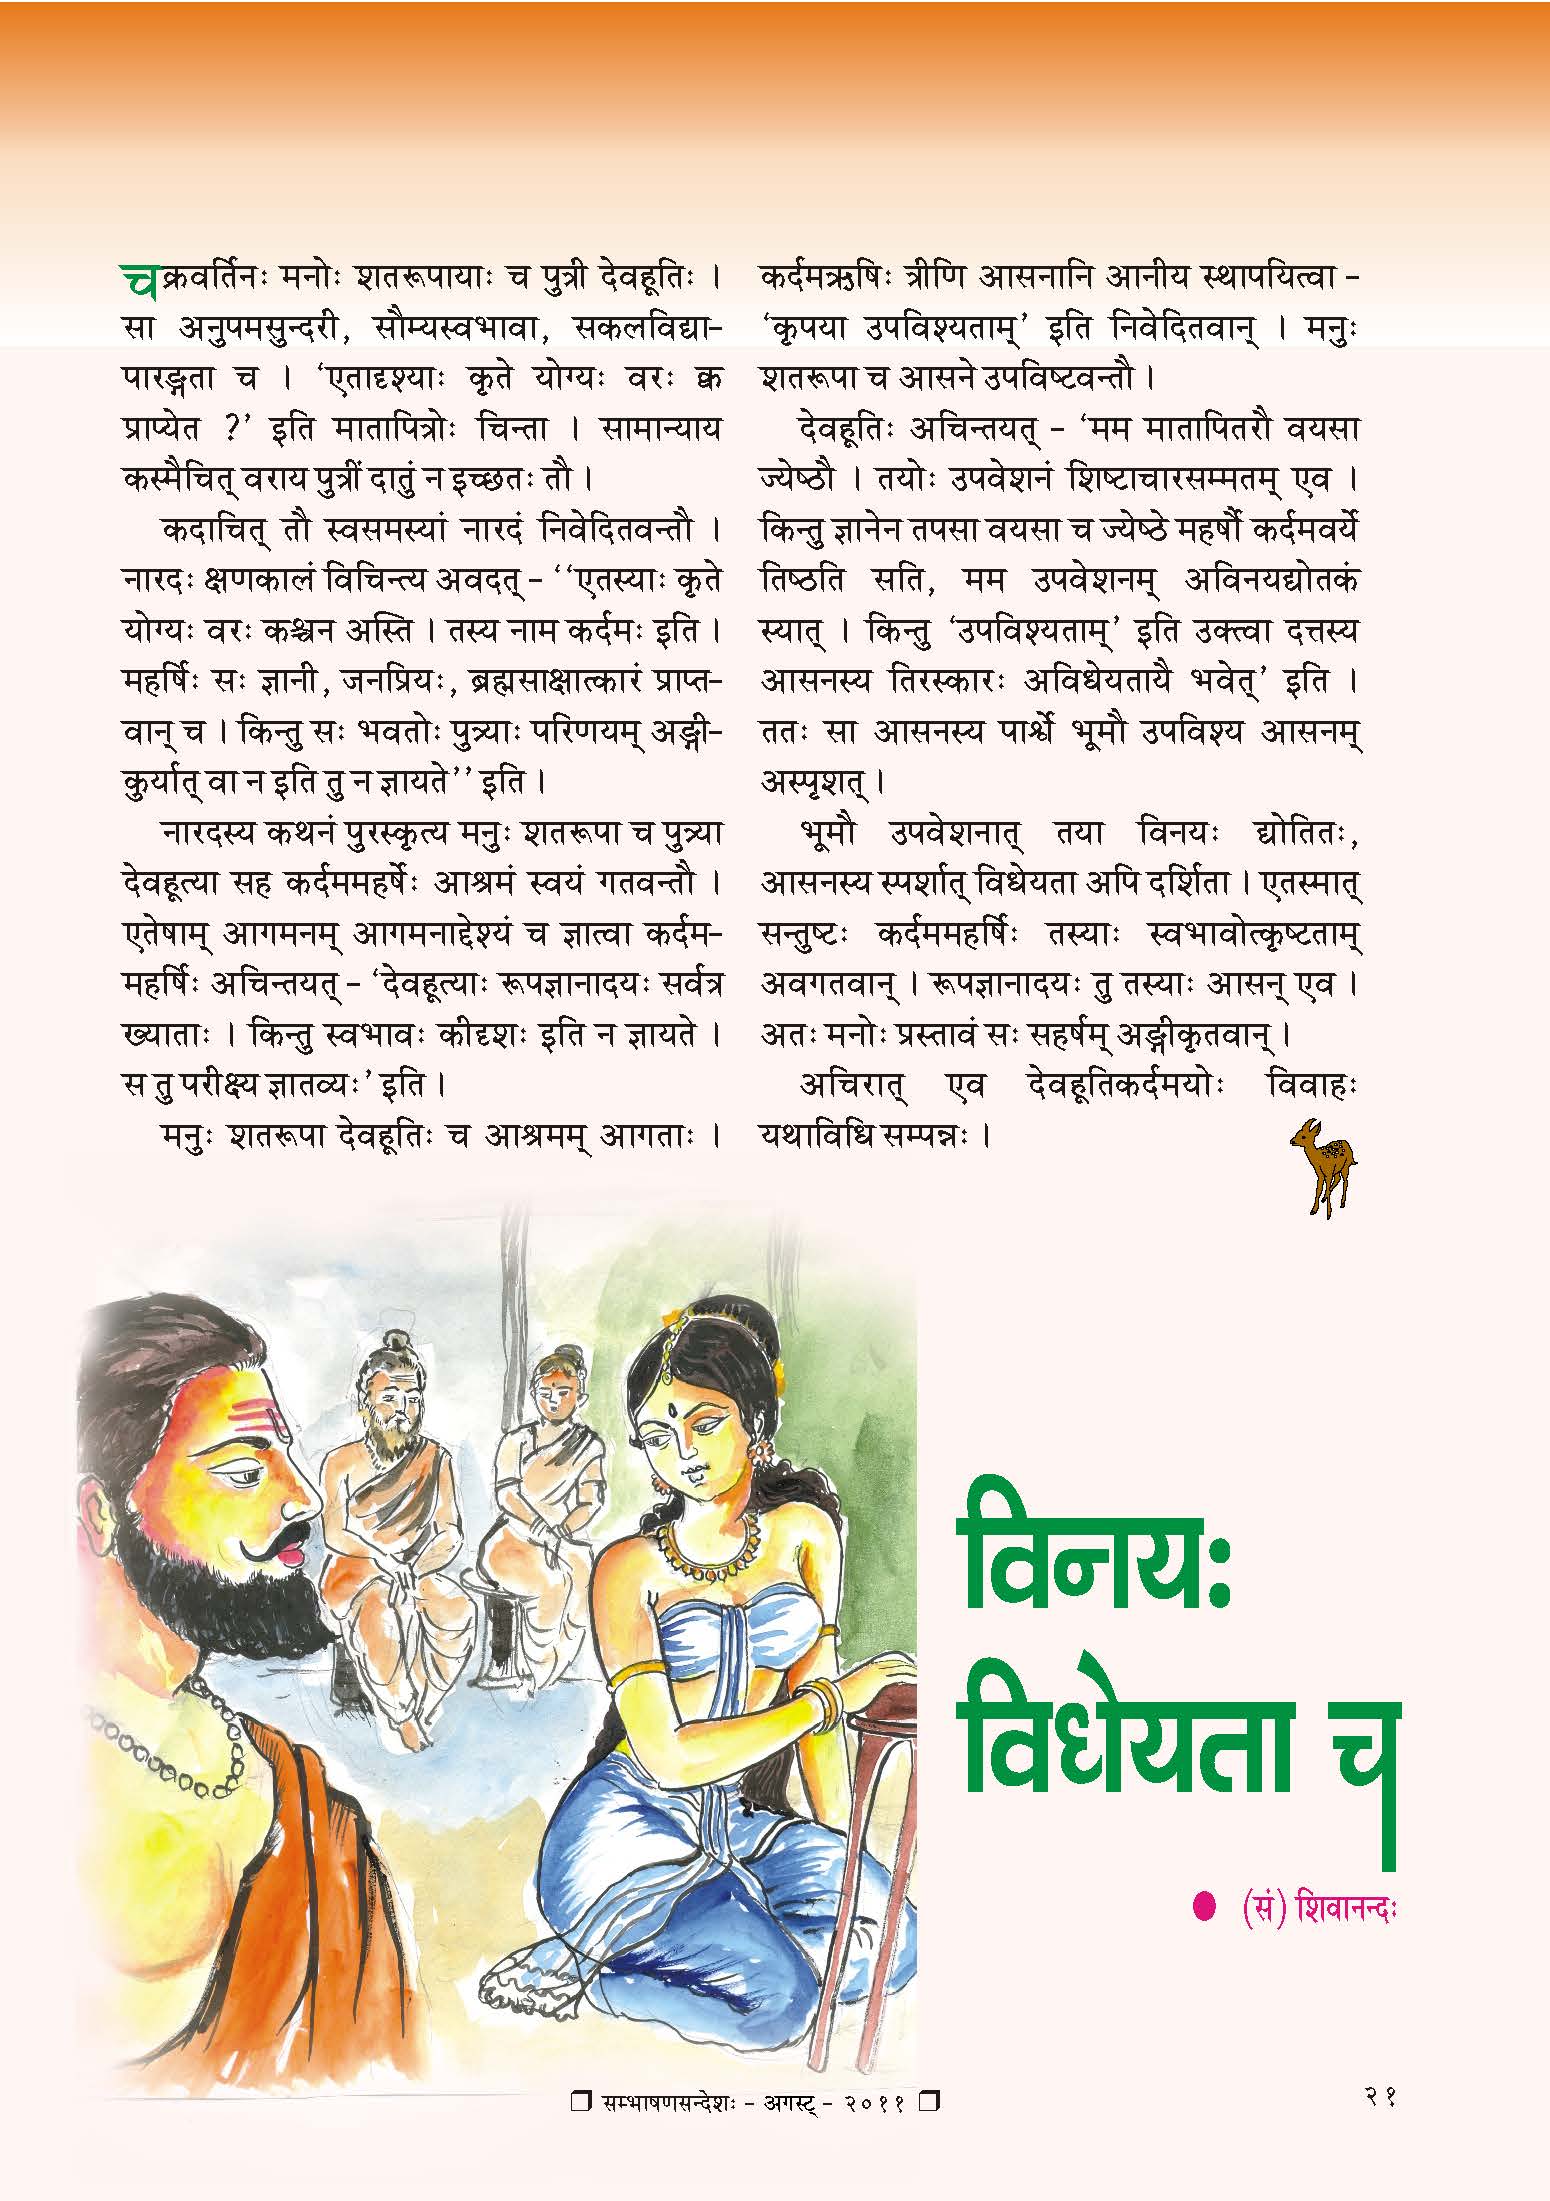 चक्रवर्तिनः मनोः शतरूपायाः च पुत्री देवहूतिः ।
सा अनुपमसुन्दरी, सौम्यस्वभावा, सकलविद्या-
पारङ्गता च । ‘एतादृश्याः कृते योग्यः वरः क्व
प्राप्येत ?’ इति मातापित्रोः चिन्ता । सामान्याय
कस्मैचित् वराय पुत्रीं दातुं न इच्छतः तौ ।
कदाचित् तौ स्वसमस्यां नारदं निवेदितवन्तौ ।
नारदः क्षणकालं विचिन्त्य अवदत् - ‘‘एतस्याः कृते
योग्यः वरः कश्चन अस्ति । तस्य नाम कर्दमः इति ।
महर्षिः सः ज्ञानी, जनप्रियः, ब्रह्मसाक्षात्कारं प्राप्त-
वान् च । किन्तु सः भवतोः पुत्र्याः परिणयम् अङ्गी-
कुर्यात् वा न इति तु न ज्ञायते’’ इति ।
नारदस्य कथनं पुरस्कृत्य मनुः शतरूपा च पुत्र्या
देवहूत्या सह कर्दममहर्षेः आश्रमं स्वयं गतवन्तौ ।
एतेषाम् आगमनम् आगमनाद्देश्यं च ज्ञात्वा कर्दम-
महर्षिः अचिन्तयत् - ‘देवहूत्याः रूपज्ञानादयः सर्वत्र
ख्याताः । किन्तु स्वभावः कीदृशः इति न ज्ञायते ।
स तु परीक्ष्य ज्ञातव्यः’ इति ।
मनुः शतरूपा देवहूतिः च आश्रमम् आगताः ।
कर्दमऋषिः त्रीणि आसनानि आनीय स्थापयित्वा -
‘कृपया उपविश्यताम्’ इति निवेदितवान् । मनुः
शतरूपा च आसने उपविष्टवन्तौ ।
देवहूतिः अचिन्तयत् - ‘मम मातापितरौ वयसा
ज्येष्ठौ । तयोः उपवेशनं शिष्टाचारसम्मतम् एव ।
किन्तु ज्ञानेन तपसा वयसा च ज्येष्ठे महर्षौ कर्दमवर्ये
तिष्ठति सति, मम उपवेशनम् अविनयद्योतकं
स्यात् । किन्तु ‘उपविश्यताम्’ इति उक्त्वा दत्तस्य
आसनस्य तिरस्कारः अविधेयतायै भवेत्’ इति ।
ततः सा आसनस्य पार्श्वे भूमौ उपविश्य आसनम्
अस्पृशत् ।
भूमौ उपवेशनात् तया विनयः द्योतितः,
आसनस्य स्पर्शात् विधेयता अपि दर्शिता । एतस्मात्
सन्तुष्टः कर्दममहर्षिः तस्याः स्वभावोत्कृष्टताम्
अवगतवान् । रूपज्ञानादयः तु तस्याः आसन् एव ।
अतः मनोः प्रस्तावं सः सहर्षम् अङ्गीकृतवान् ।
अचिरात् एव देवहूतिकर्दमयोः विवाहः
यथाविधि सम्पन्नः ।
विनयः
विधेयता च
● (सं) शिवानन्दः
❒ सम्भाषणसन्देशः - अगस्ट् - २०११ ❒
२१